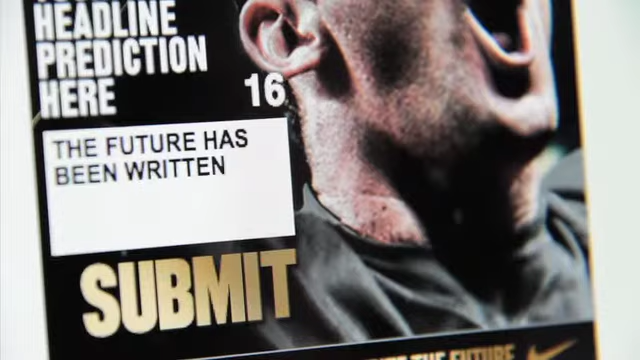 HEADLINE
PREDICTION
HERE
16
THE FUTURE HAS
BEEN WRITTEN
SUBMIT
THE FUTURE